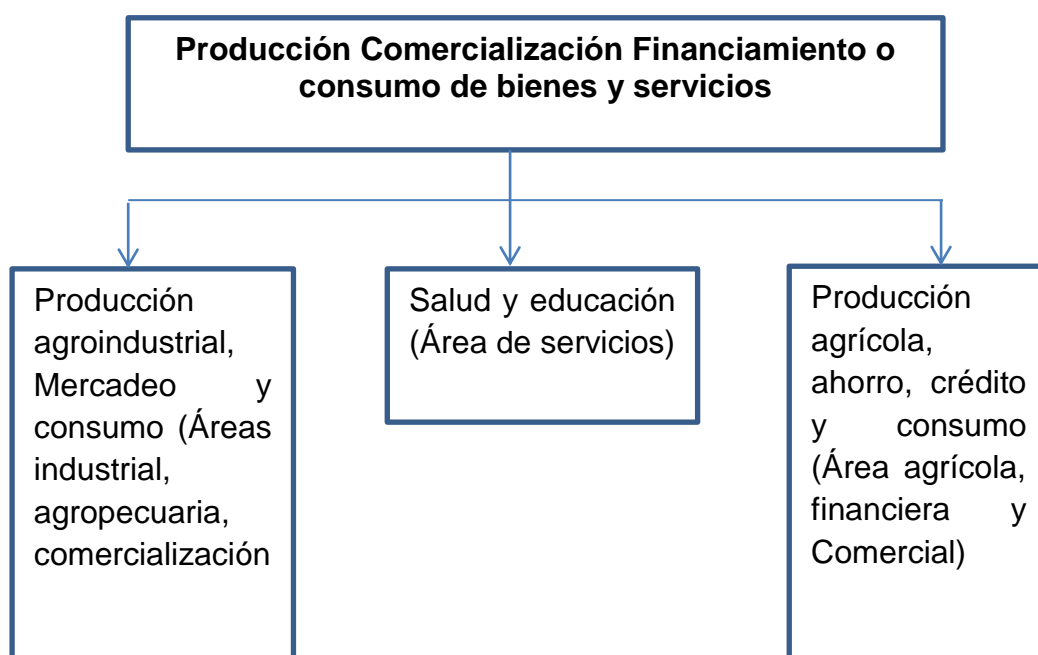 Producción Comercialización Financiamiento o
consumo de bienes y servicios
Producción
agroindustrial,
Mercadeo y
consumo (Áreas
industrial,
agropecuaria,
comercialización
Salud y educación
(Área de servicios)
Producción
agrícola,
ahorro, crédito
y consumo
(Área agrícola,
financiera y
Comercial)